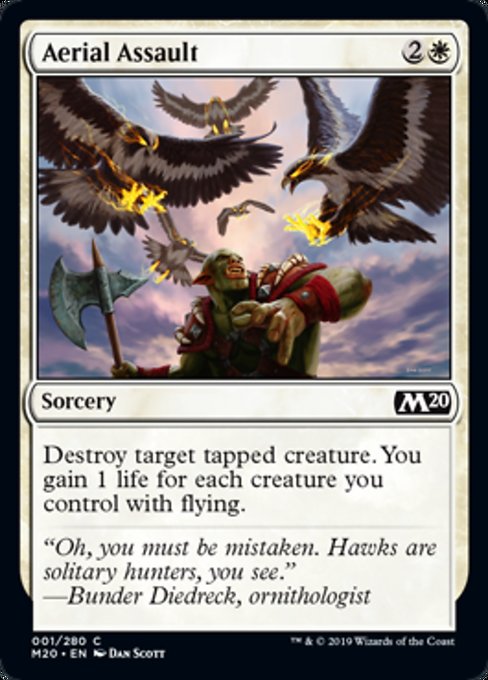 Aerial Assault 2
Sorcery M20
Destroy target tapped creature. You
gain 1 life for each creature you
control with flying.
“Oh, you must be mistaken. Hawks are
solitary hunters, you see.”
—Bunder Diedreck, ornithologist
001/280 C ™ & © 2019 Wizards of the Coast
M20 • EN Dan Scott